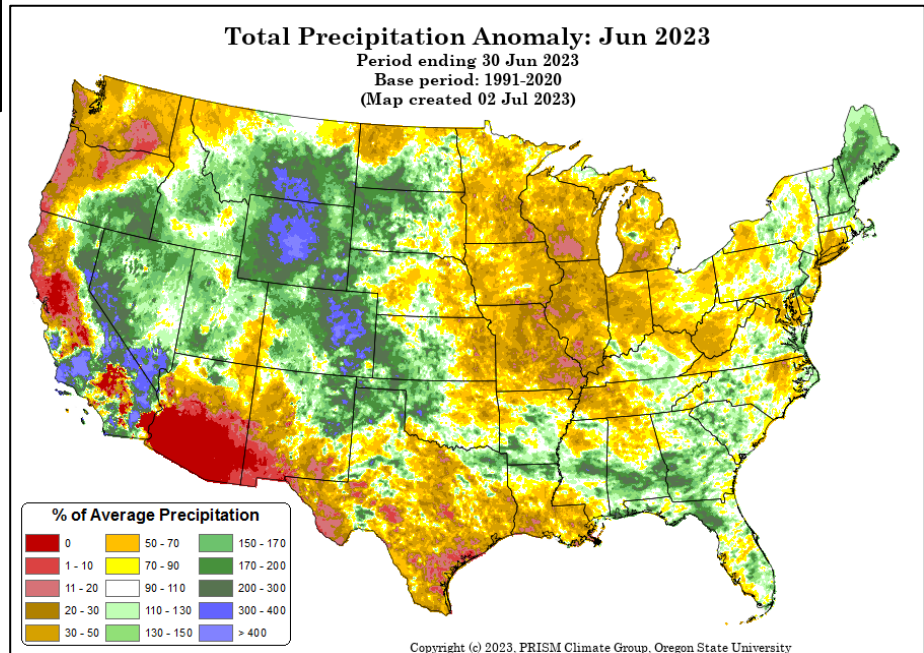 Total Precipitation Anomaly: Jun 2023
Period ending 30 Jun 2023
Base period: 1991-2020
(Map created 02 Jul 2023)
% of Average Precipitation
0
1 - 10
11 - 20
20 - 30
30 - 50
50 - 70
70 - 90
90 - 110
110 - 130
130 - 150
150 - 170
170 - 200
200 - 300
300 - 400
> 400
Copyright (c) 2023, PRISM Climate Group, Oregon State University